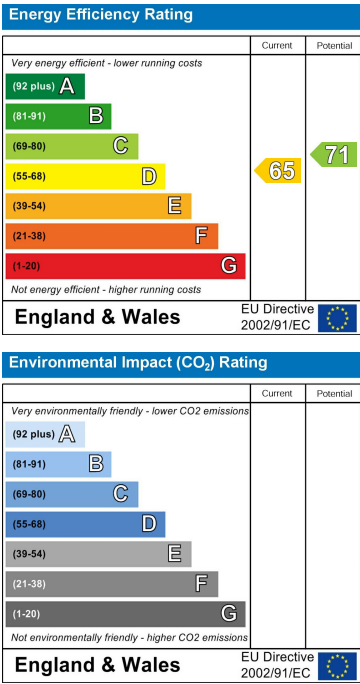 Energy Efficiency Rating
Current Potential
Very energy efficient - lower running costs
(92 plus) A
(81-91) B
(69-80) C
(55-68) D
(39-54) E
(21-38) F
(1-20) G
65
71
Not energy efficient - higher running costs
England & Wales
EU Directive
2002/91/EC
Environmental Impact (CO₂) Rating
Current Potential
Very environmentally friendly - lower CO2 emissions
(92 plus) A
(81-91) B
(69-80) C
(55-68) D
(39-54) E
(21-38) F
(1-20) G
Not environmentally friendly - higher CO2 emissions
England & Wales
EU Directive
2002/91/EC